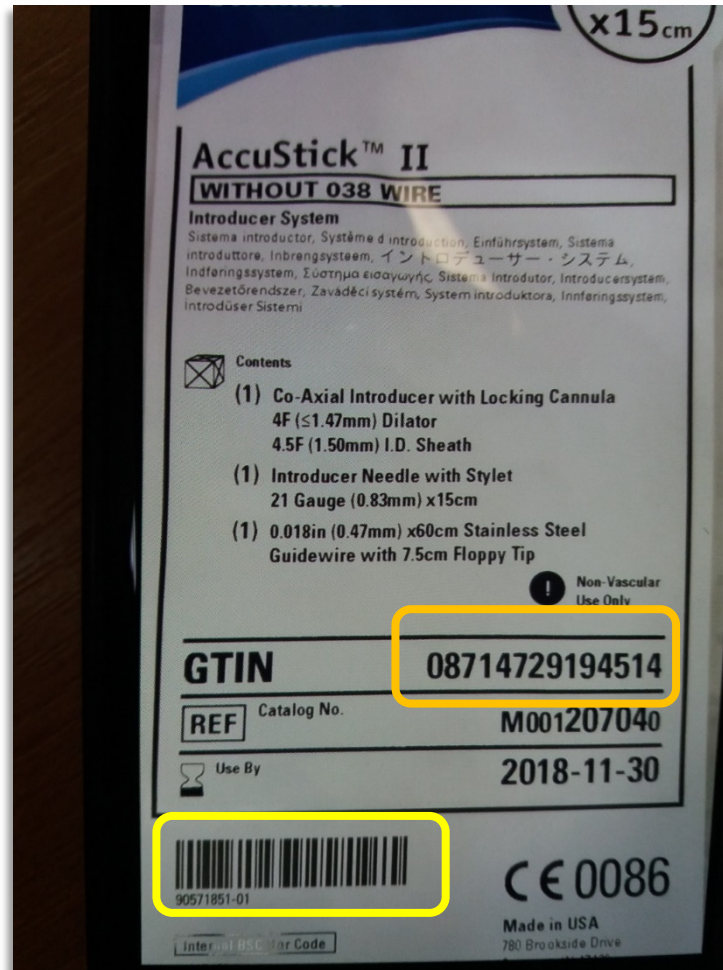 x15cm
AccuStick™ II
WITHOUT 038 WIRE
Introducer System
Sistema introductor, Système d introduction, Einführsystem, Sistema
introduttore, Inbrengsysteem, イントロデューサー・システム,
Indføringssystem, Σύστημα εισαγωγής, Sistema Introdutor, Introducersystem,
Bevezetőrendszer, Zaváděcí systém, System introduktora, Innføringssystem,
Introdüser Sistemi
Contents
(1) Co-Axial Introducer with Locking Cannula
4F (≤1.47mm) Dilator
4.5F (1.50mm) I.D. Sheath
(1) Introducer Needle with Stylet
21 Gauge (0.83mm) x15cm
(1) 0.018in (0.47mm) x60cm Stainless Steel
Guidewire with 7.5cm Floppy Tip
! Non-Vascular
Use Only
GTIN 08714729194514
REF Catalog No. M001207040
Use By 2018-11-30
90571851-01
CE 0086
Internal BSC Bar Code
Made in USA
780 Brookside Drive